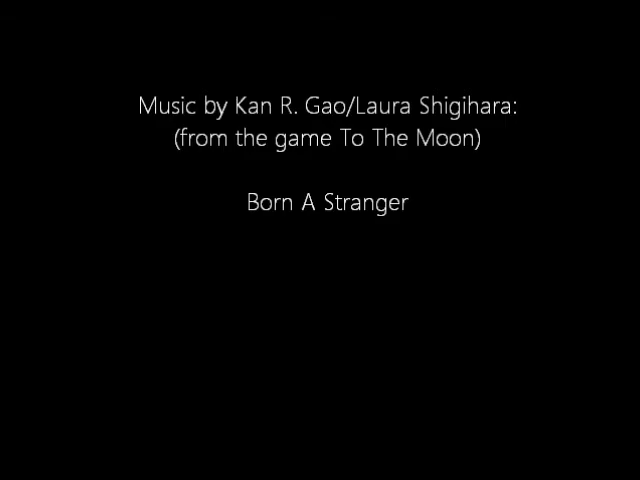 Music by Kan R. Gao/Laura Shigihara:
(from the game To The Moon)
Born A Stranger